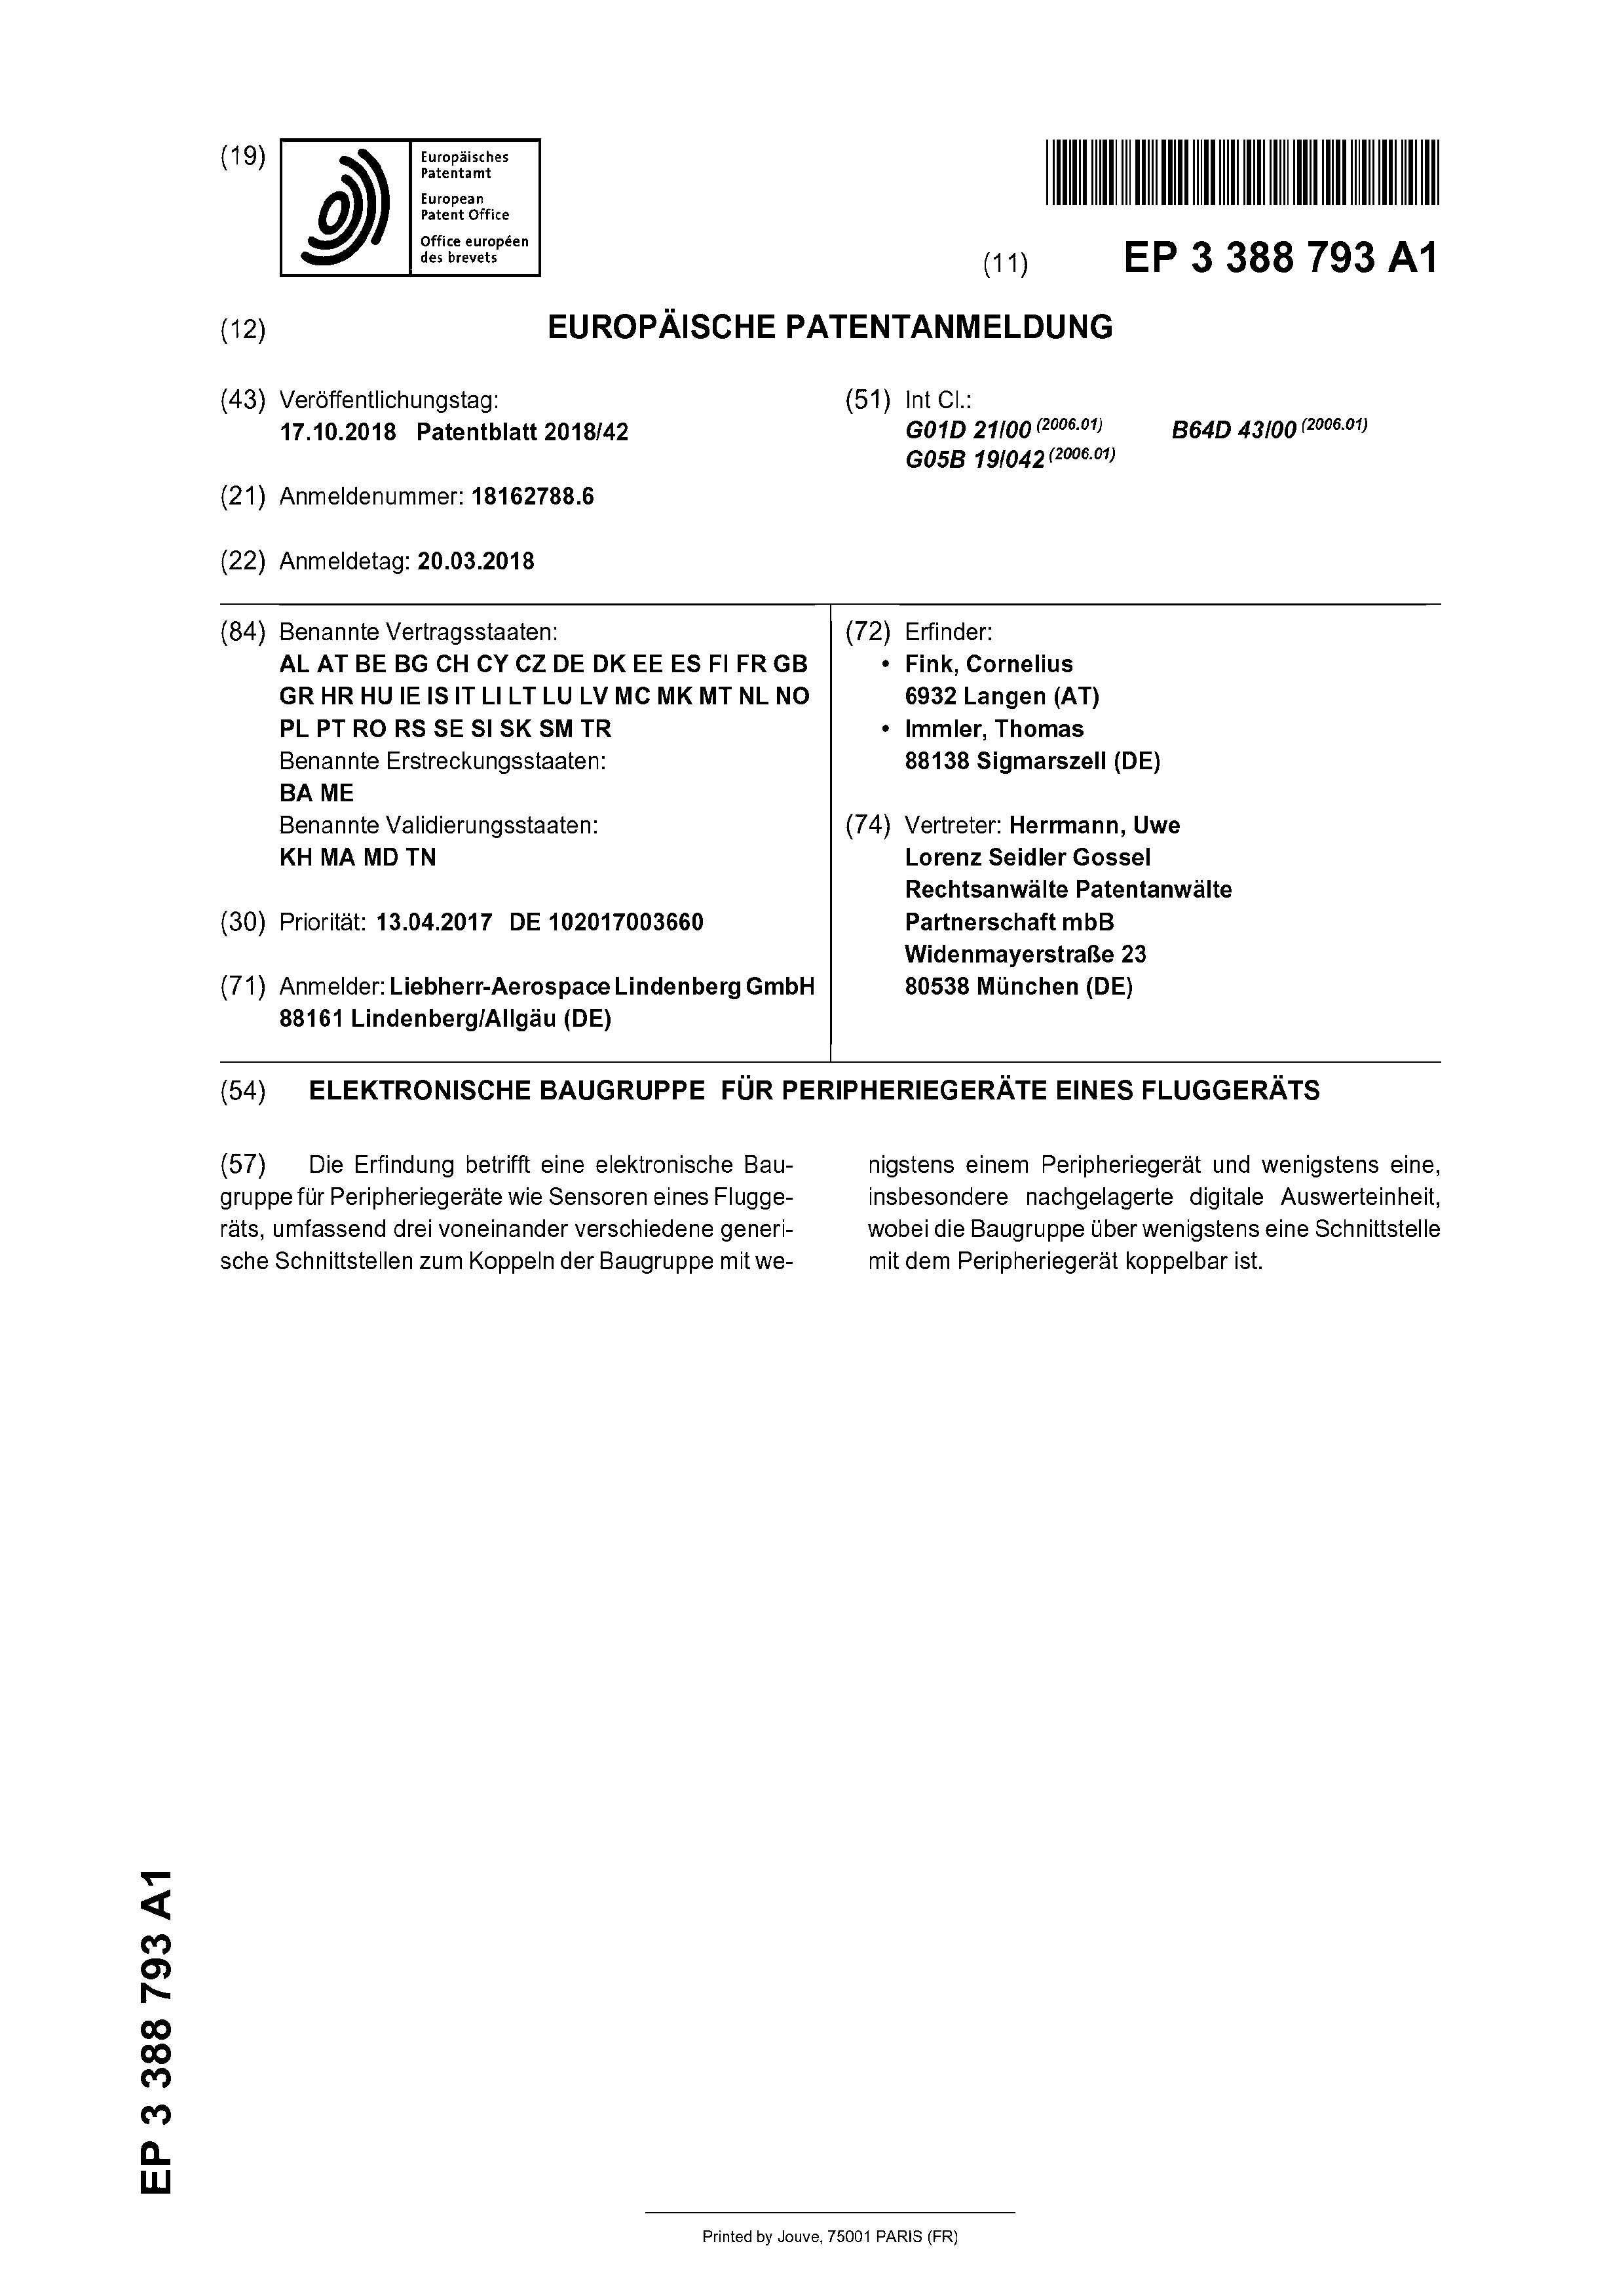 (19)
Europäisches
Patentamt
European
Patent Office
Office européen
des brevets
(11) EP 3 388 793 A1
(12) EUROPÄISCHE PATENTANMELDUNG
(43) Veröffentlichungstag:
17.10.2018 Patentblatt 2018/42
(21) Anmeldenummer: 18162788.6
(22) Anmeldetag: 20.03.2018
(51) Int Cl.:
G01D 21/00 (2006.01) B64D 43/00 (2006.01)
G05B 19/042 (2006.01)
(84) Benannte Vertragsstaaten:
AL AT BE BG CH CY CZ DE DK EE ES FI FR GB
GR HR HU IE IS IT LI LT LU LV MC MK MT NL NO
PL PT RO RS SE SI SK SM TR
Benannte Erstreckungsstaaten:
BA ME
Benannte Validierungsstaaten:
KH MA MD TN
(30) Priorität: 13.04.2017 DE 102017003660
(71) Anmelder: Liebherr-Aerospace Lindenberg GmbH
88161 Lindenberg/Allgäu (DE)
(72) Erfinder:
• Fink, Cornelius
6932 Langen (AT)
• Immler, Thomas
88138 Sigmarszell (DE)
(74) Vertreter: Herrmann, Uwe
Lorenz Seidler Gossel
Rechtsanwälte Patentanwälte
Partnerschaft mbB
Widenmayerstraße 23
80538 München (DE)
(54) ELEKTRONISCHE BAUGRUPPE FÜR PERIPHERIEGERÄTE EINES FLUGGERÄTS
(57) Die Erfindung betrifft eine elektronische Bau-
gruppe für Peripheriegeräte wie Sensoren eines Flugge-
räts, umfassend drei voneinander verschiedene generi-
sche Schnittstellen zum Koppeln der Baugruppe mit we-
nigstens einem Peripheriegerät und wenigstens eine,
insbesondere nachgelagerte digitale Auswerteinheit,
wobei die Baugruppe über wenigstens eine Schnittstelle
mit dem Peripheriegerät koppelbar ist.
EP 3 388 793 A1
Printed by Jouve, 75001 PARIS (FR)